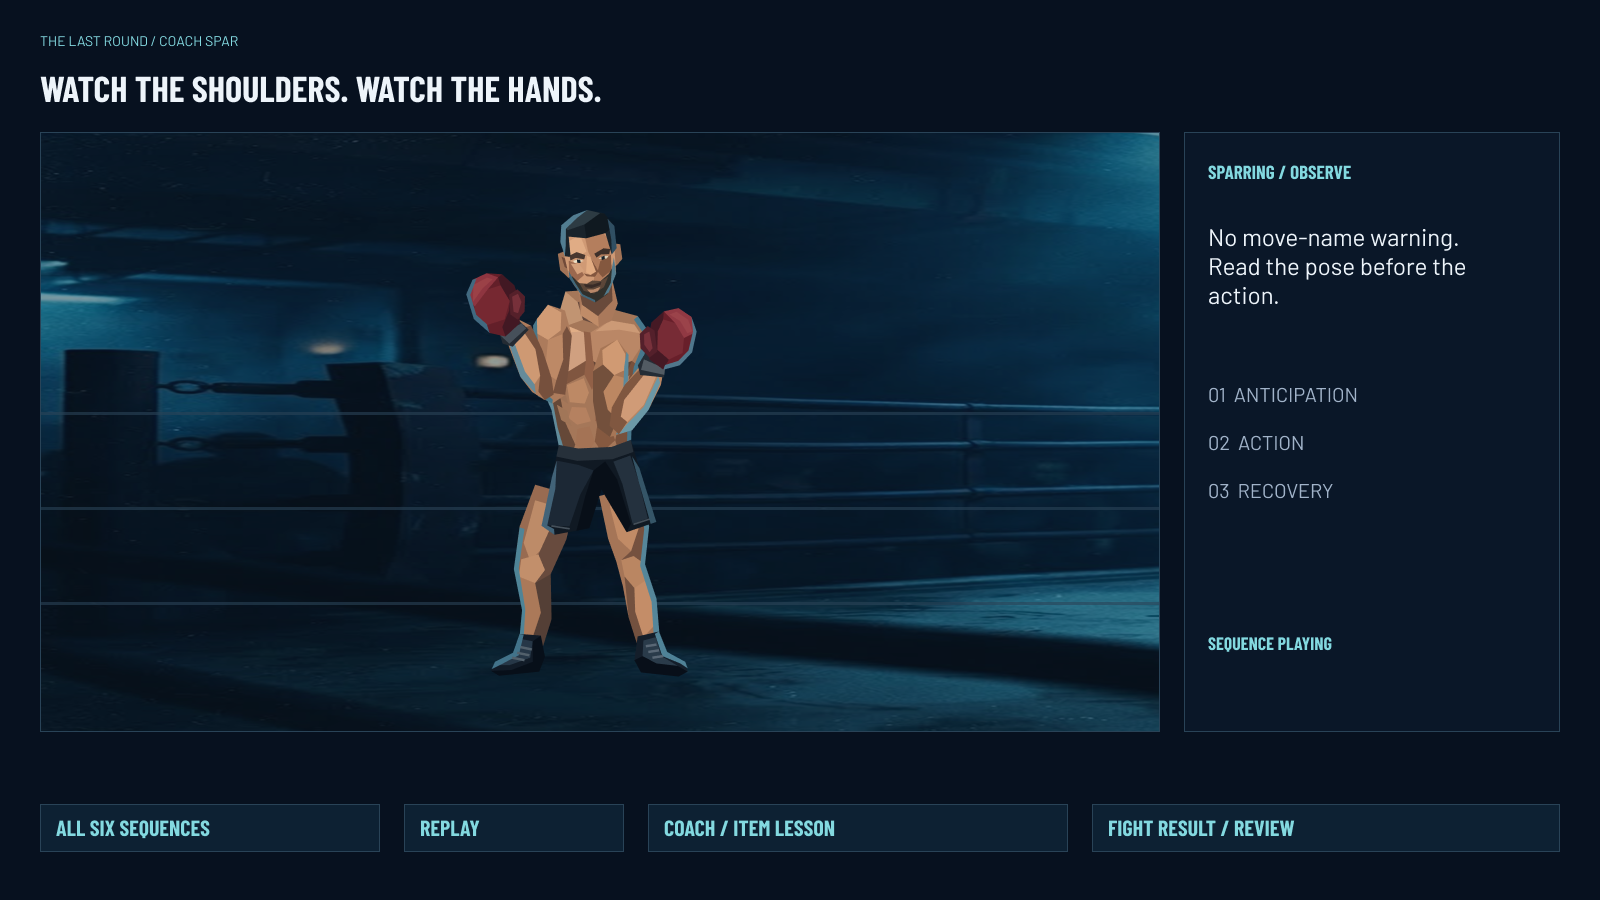 THE LAST ROUND / COACH SPAR
WATCH THE SHOULDERS. WATCH THE HANDS.
SPARRING / OBSERVE
No move-name warning.
Read the pose before the
action.
01 ANTICIPATION
02 ACTION
03 RECOVERY
SEQUENCE PLAYING
ALL SIX SEQUENCES
REPLAY
COACH / ITEM LESSON
FIGHT RESULT / REVIEW